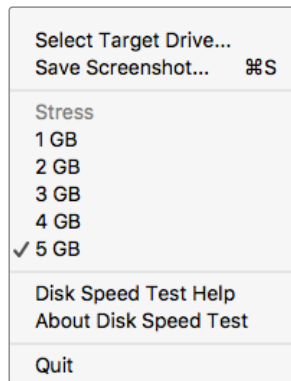 Select Target Drive...
Save Screenshot... ⌘S
Stress
1 GB
2 GB
3 GB
4 GB
✓ 5 GB
Disk Speed Test Help
About Disk Speed Test
Quit